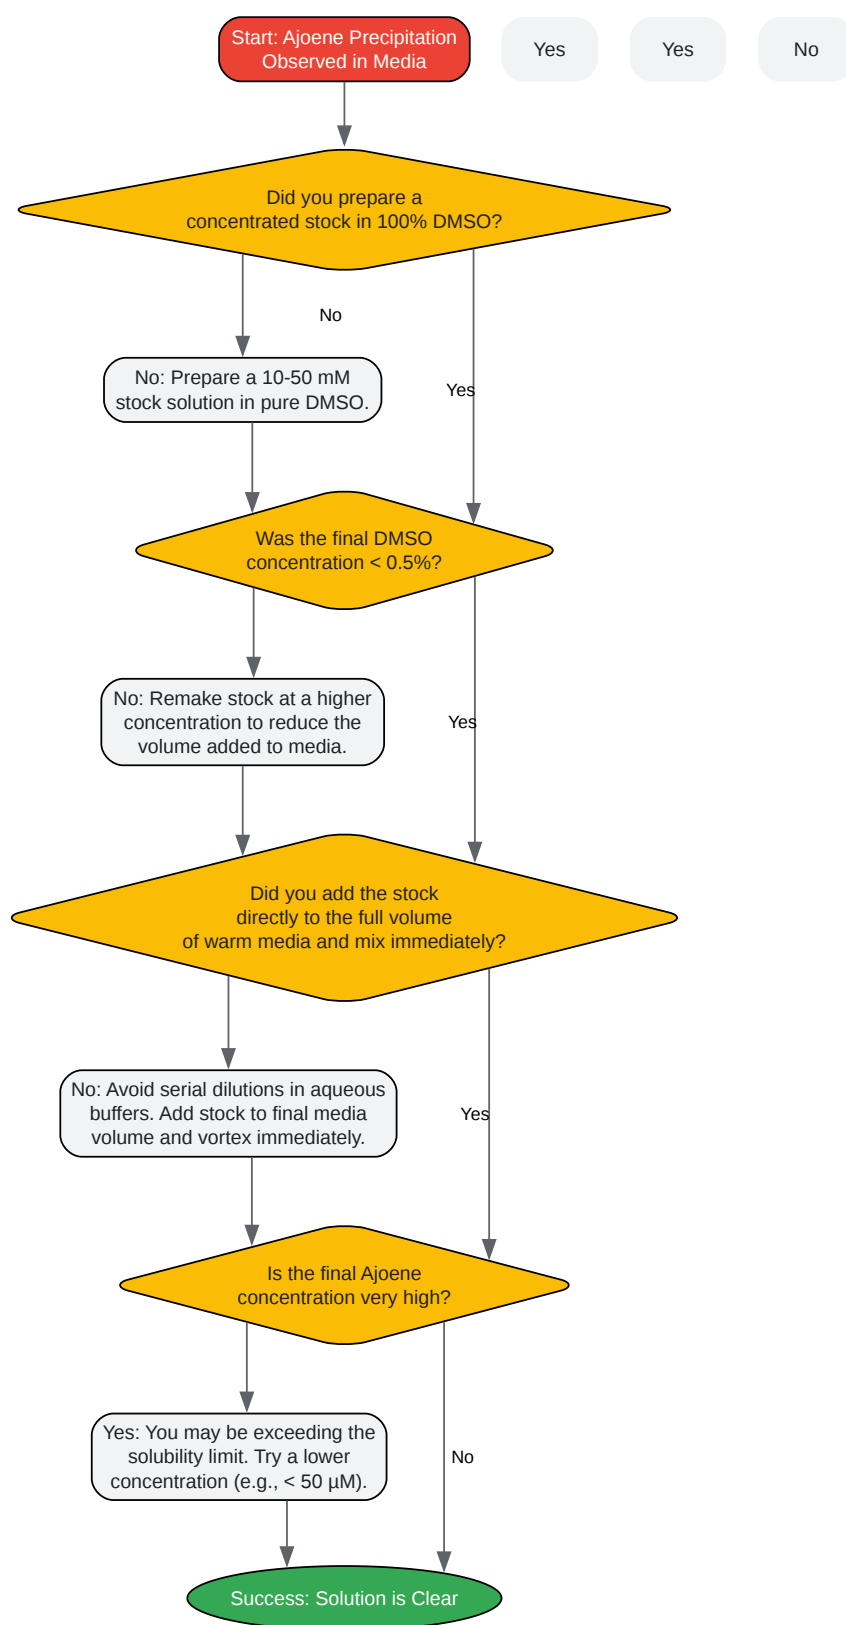 Start: Ajoene Precipitation
Observed in Media
Yes
Yes
No
Did you prepare a
concentrated stock in 100% DMSO?
No
No: Prepare a 10-50 mM
stock solution in pure DMSO.
Yes
Was the final DMSO
concentration < 0.5%?
No: Remake stock at a higher
concentration to reduce the
volume added to media.
Yes
Did you add the stock
directly to the full volume
of warm media and mix immediately?
No: Avoid serial dilutions in aqueous
buffers. Add stock to final media
volume and vortex immediately.
Yes
Is the final Ajoene
concentration very high?
Yes: You may be exceeding the
solubility limit. Try a lower
concentration (e.g., < 50 µM).
No
Success: Solution is Clear